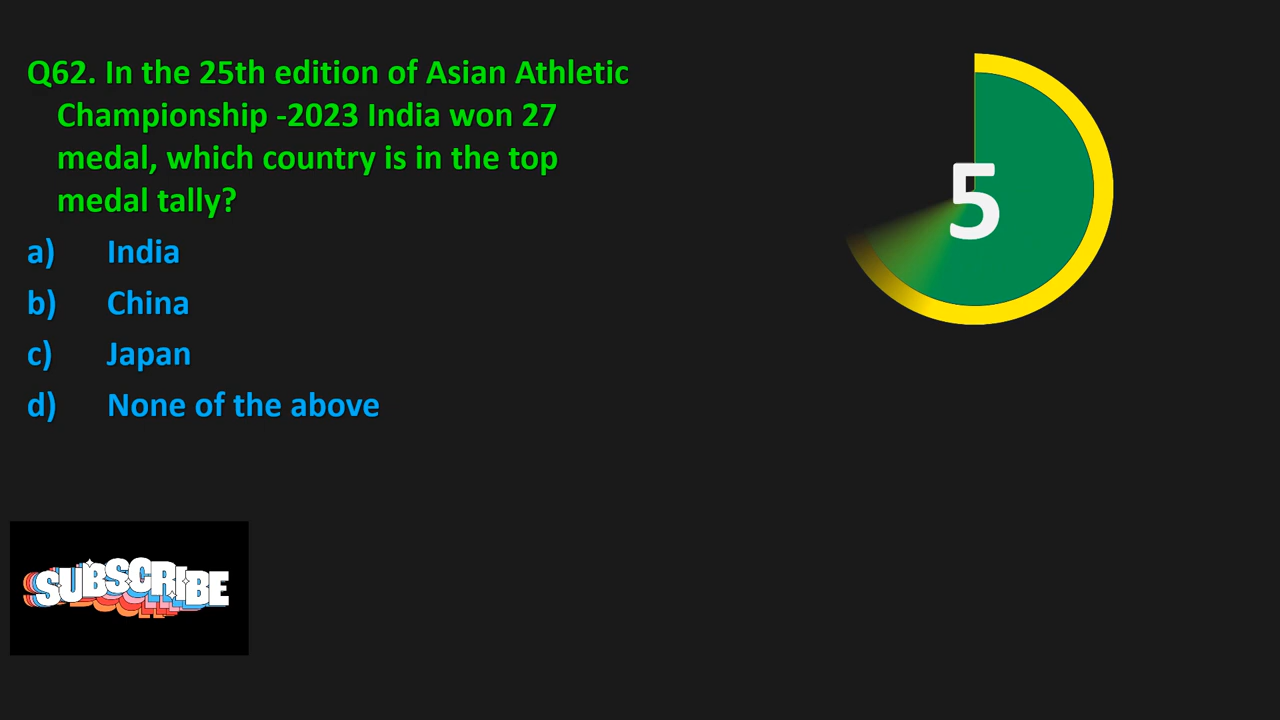 Q62. In the 25th edition of Asian Athletic
Championship -2023 India won 27
medal, which country is in the top
medal tally?
a) India
b) China
c) Japan
d) None of the above
5
SUBSCRIBE